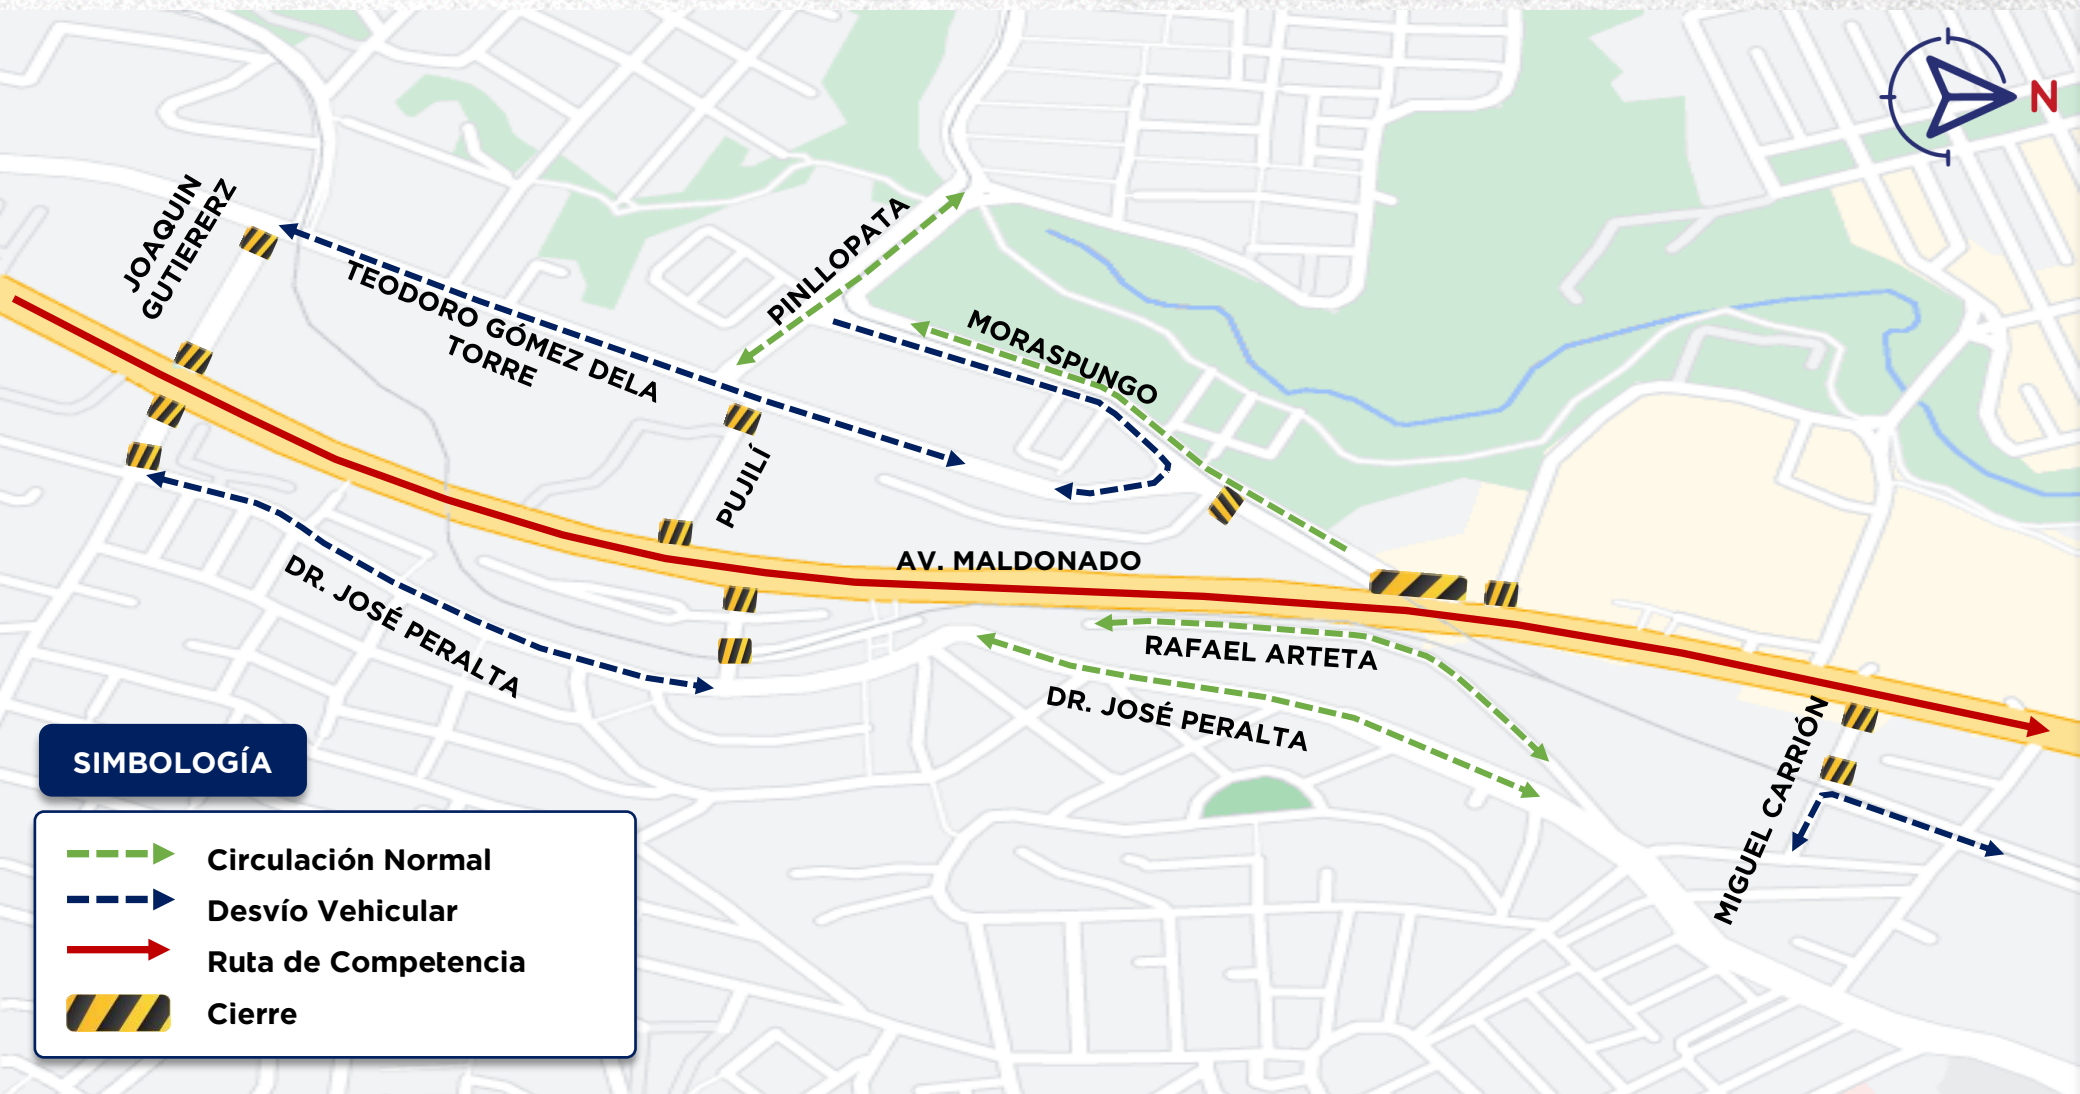 N
JOAQUIN
GUTIERERZ
TEODORO GÓMEZ DELA
TORRE
PINLLOPATA
MORASPUNGO
PUJILÍ
AV. MALDONADO
DR. JOSÉ PERALTA
RAFAEL ARTETA
DR. JOSÉ PERALTA
MIGUEL CARRIÓN
SIMBOLOGÍA
Circulación Normal
Desvío Vehicular
Ruta de Competencia
Cierre